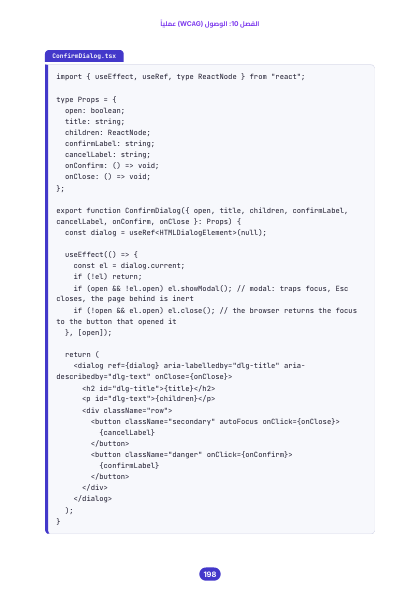 الفصل 10: الوصول (WCAG) عملياً
ConfirmDialog.tsx
import { useEffect, useRef, type ReactNode } from "react";
type Props = {
  open: boolean;
  title: string;
  children: ReactNode;
  confirmLabel: string;
  cancelLabel: string;
  onConfirm: () => void;
  onClose: () => void;
};
export function ConfirmDialog({ open, title, children, confirmLabel,
cancelLabel, onConfirm, onClose }: Props) {
  const dialog = useRef<HTMLDialogElement>(null);
  useEffect(() => {
    const el = dialog.current;
    if (!el) return;
    if (open && !el.open) el.showModal(); // modal: traps focus, Esc
closes, the page behind is inert
    if (!open && el.open) el.close(); // the browser returns the focus
to the button that opened it
  }, [open]);
  return (
    <dialog ref={dialog} aria-labelledby="dlg-title" aria-
describedby="dlg-text" onClose={onClose}>
      <h2 id="dlg-title">{title}</h2>
      <p id="dlg-text">{children}</p>
      <div className="row">
        <button className="secondary" autoFocus onClick={onClose}>
          {cancelLabel}
        </button>
        <button className="danger" onClick={onConfirm}>
          {confirmLabel}
        </button>
      </div>
    </dialog>
  );
}
198